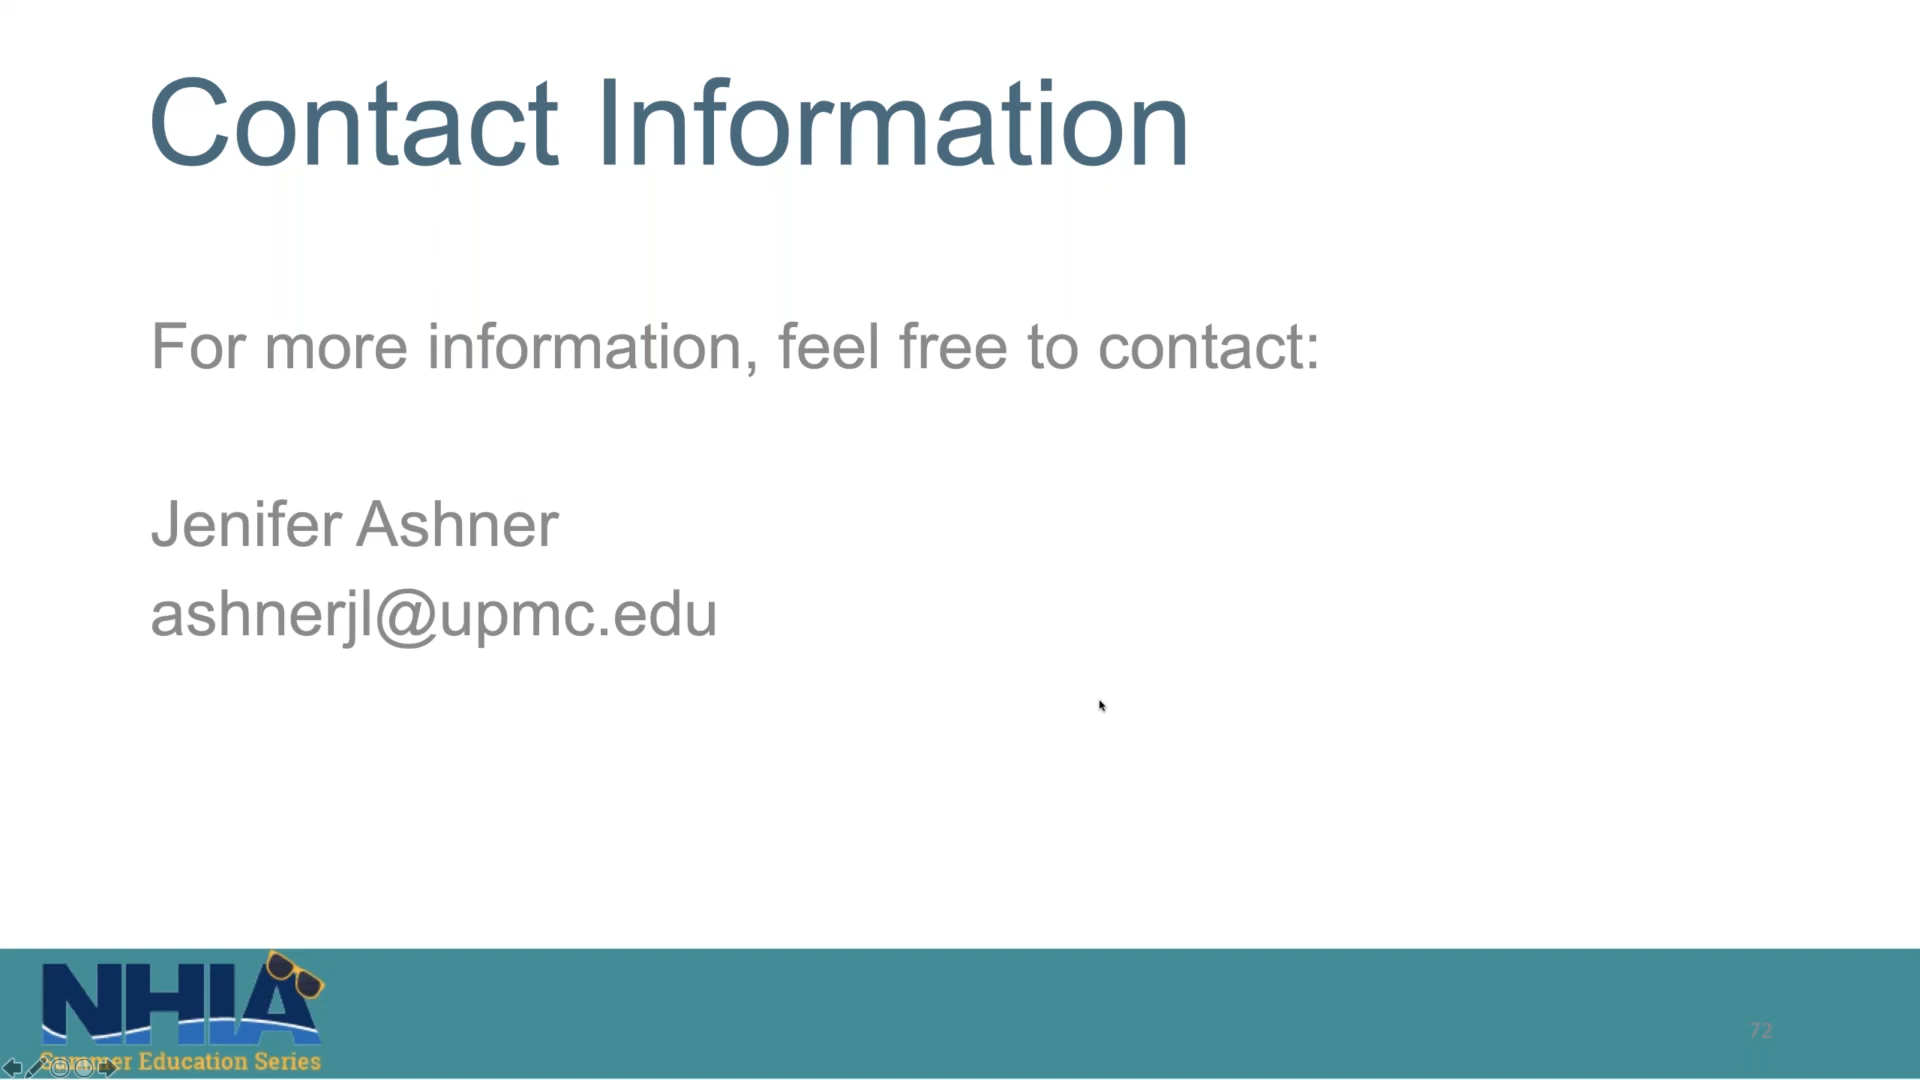 Contact Information
For more information, feel free to contact:
Jenifer Ashner
ashnerjl@upmc.edu
NHIA
Summer Education Series
72